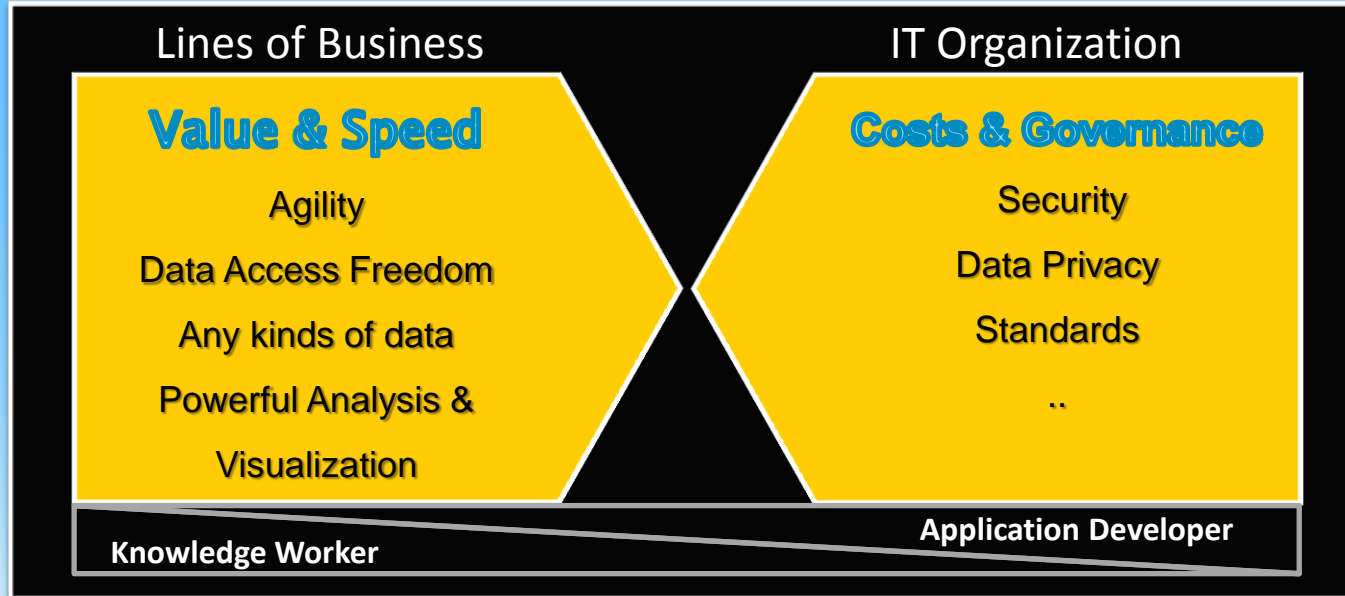 Lines of Business
Value & Speed
Agility
Data Access Freedom
Any kinds of data
Powerful Analysis &
Visualization
IT Organization
Costs & Governance
Security
Data Privacy
Standards
..
Knowledge Worker
Application Developer